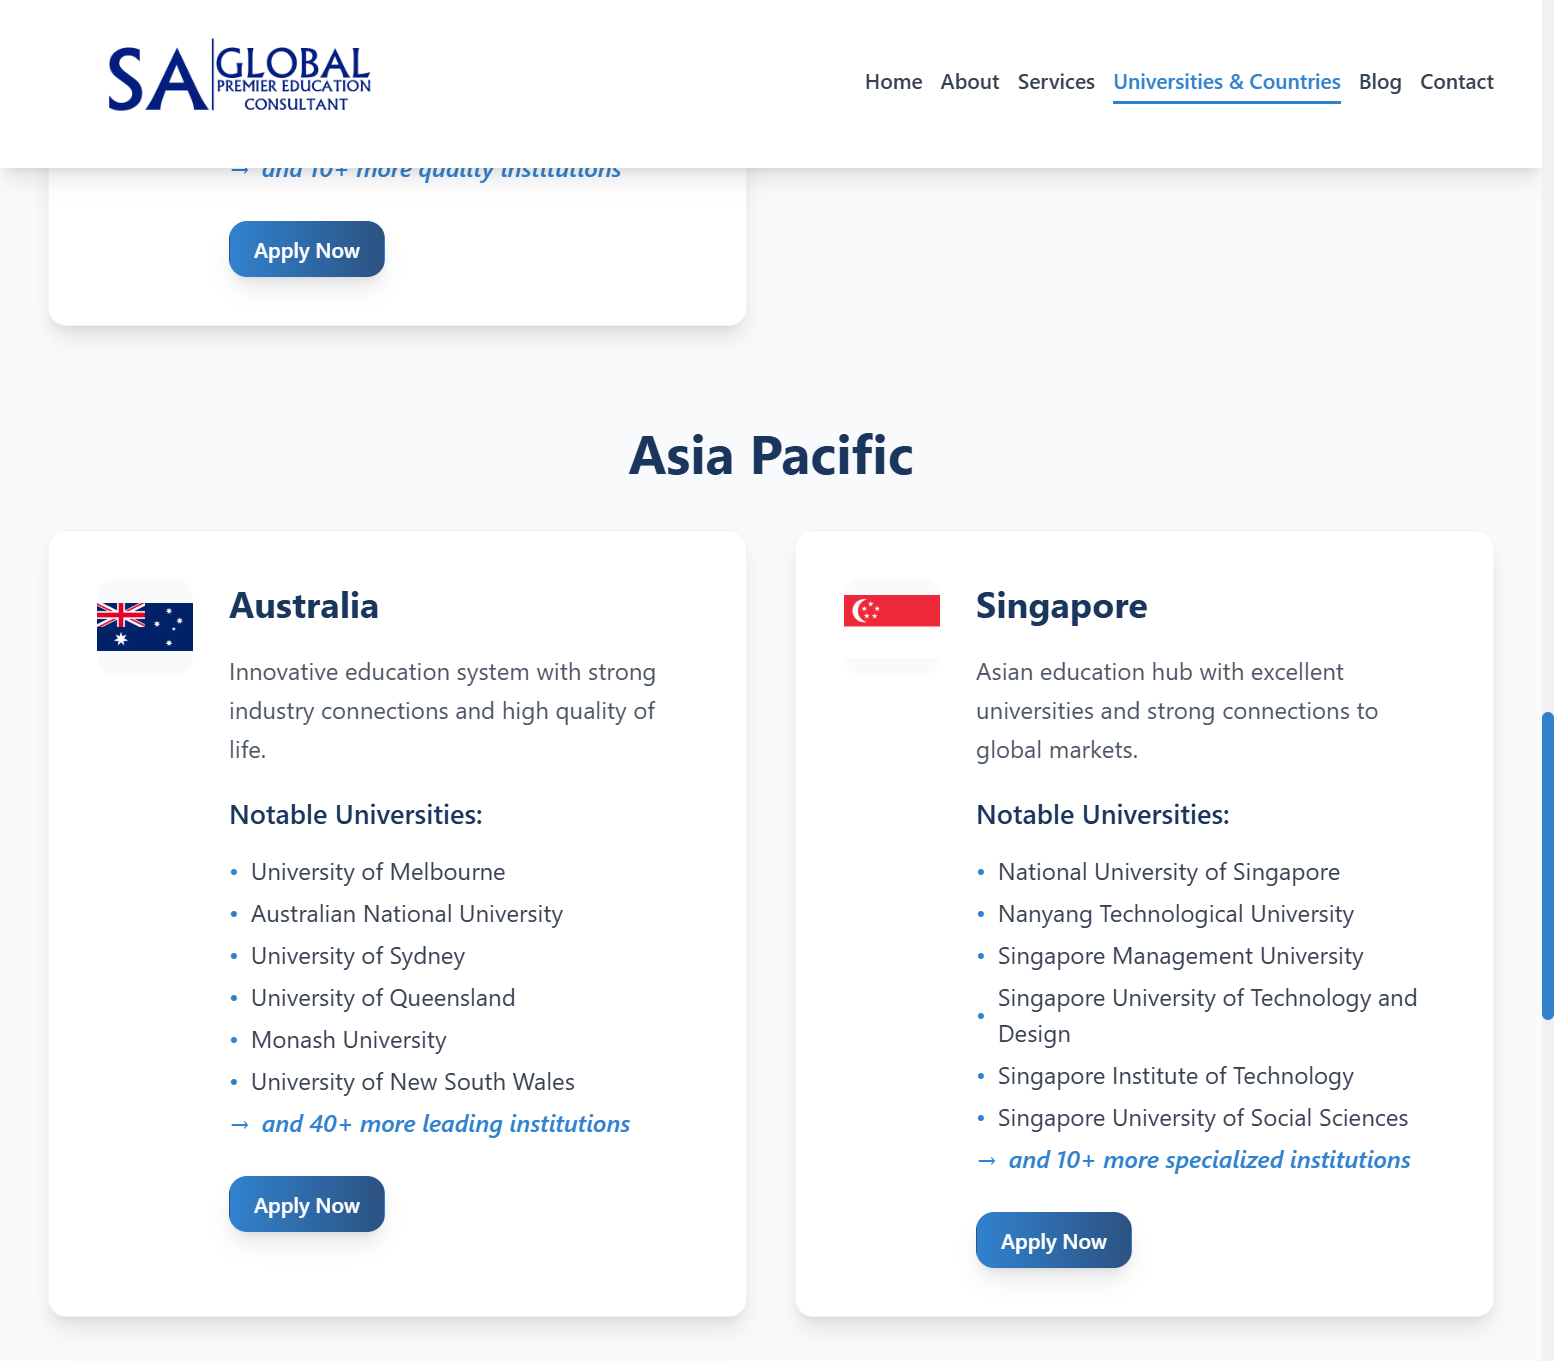 SA GLOBAL
PREMIER EDUCATION
CONSULTANT
Home About Services Universities & Countries Blog Contact
→ and 10+ more quality institutions
Apply Now
Asia Pacific
Australia
Innovative education system with strong
industry connections and high quality of
life.
Notable Universities:
• University of Melbourne
• Australian National University
• University of Sydney
• University of Queensland
• Monash University
• University of New South Wales
→ and 40+ more leading institutions
Apply Now
Singapore
Asian education hub with excellent
universities and strong connections to
global markets.
Notable Universities:
• National University of Singapore
• Nanyang Technological University
• Singapore Management University
• Singapore University of Technology and
Design
• Singapore Institute of Technology
• Singapore University of Social Sciences
→ and 10+ more specialized institutions
Apply Now